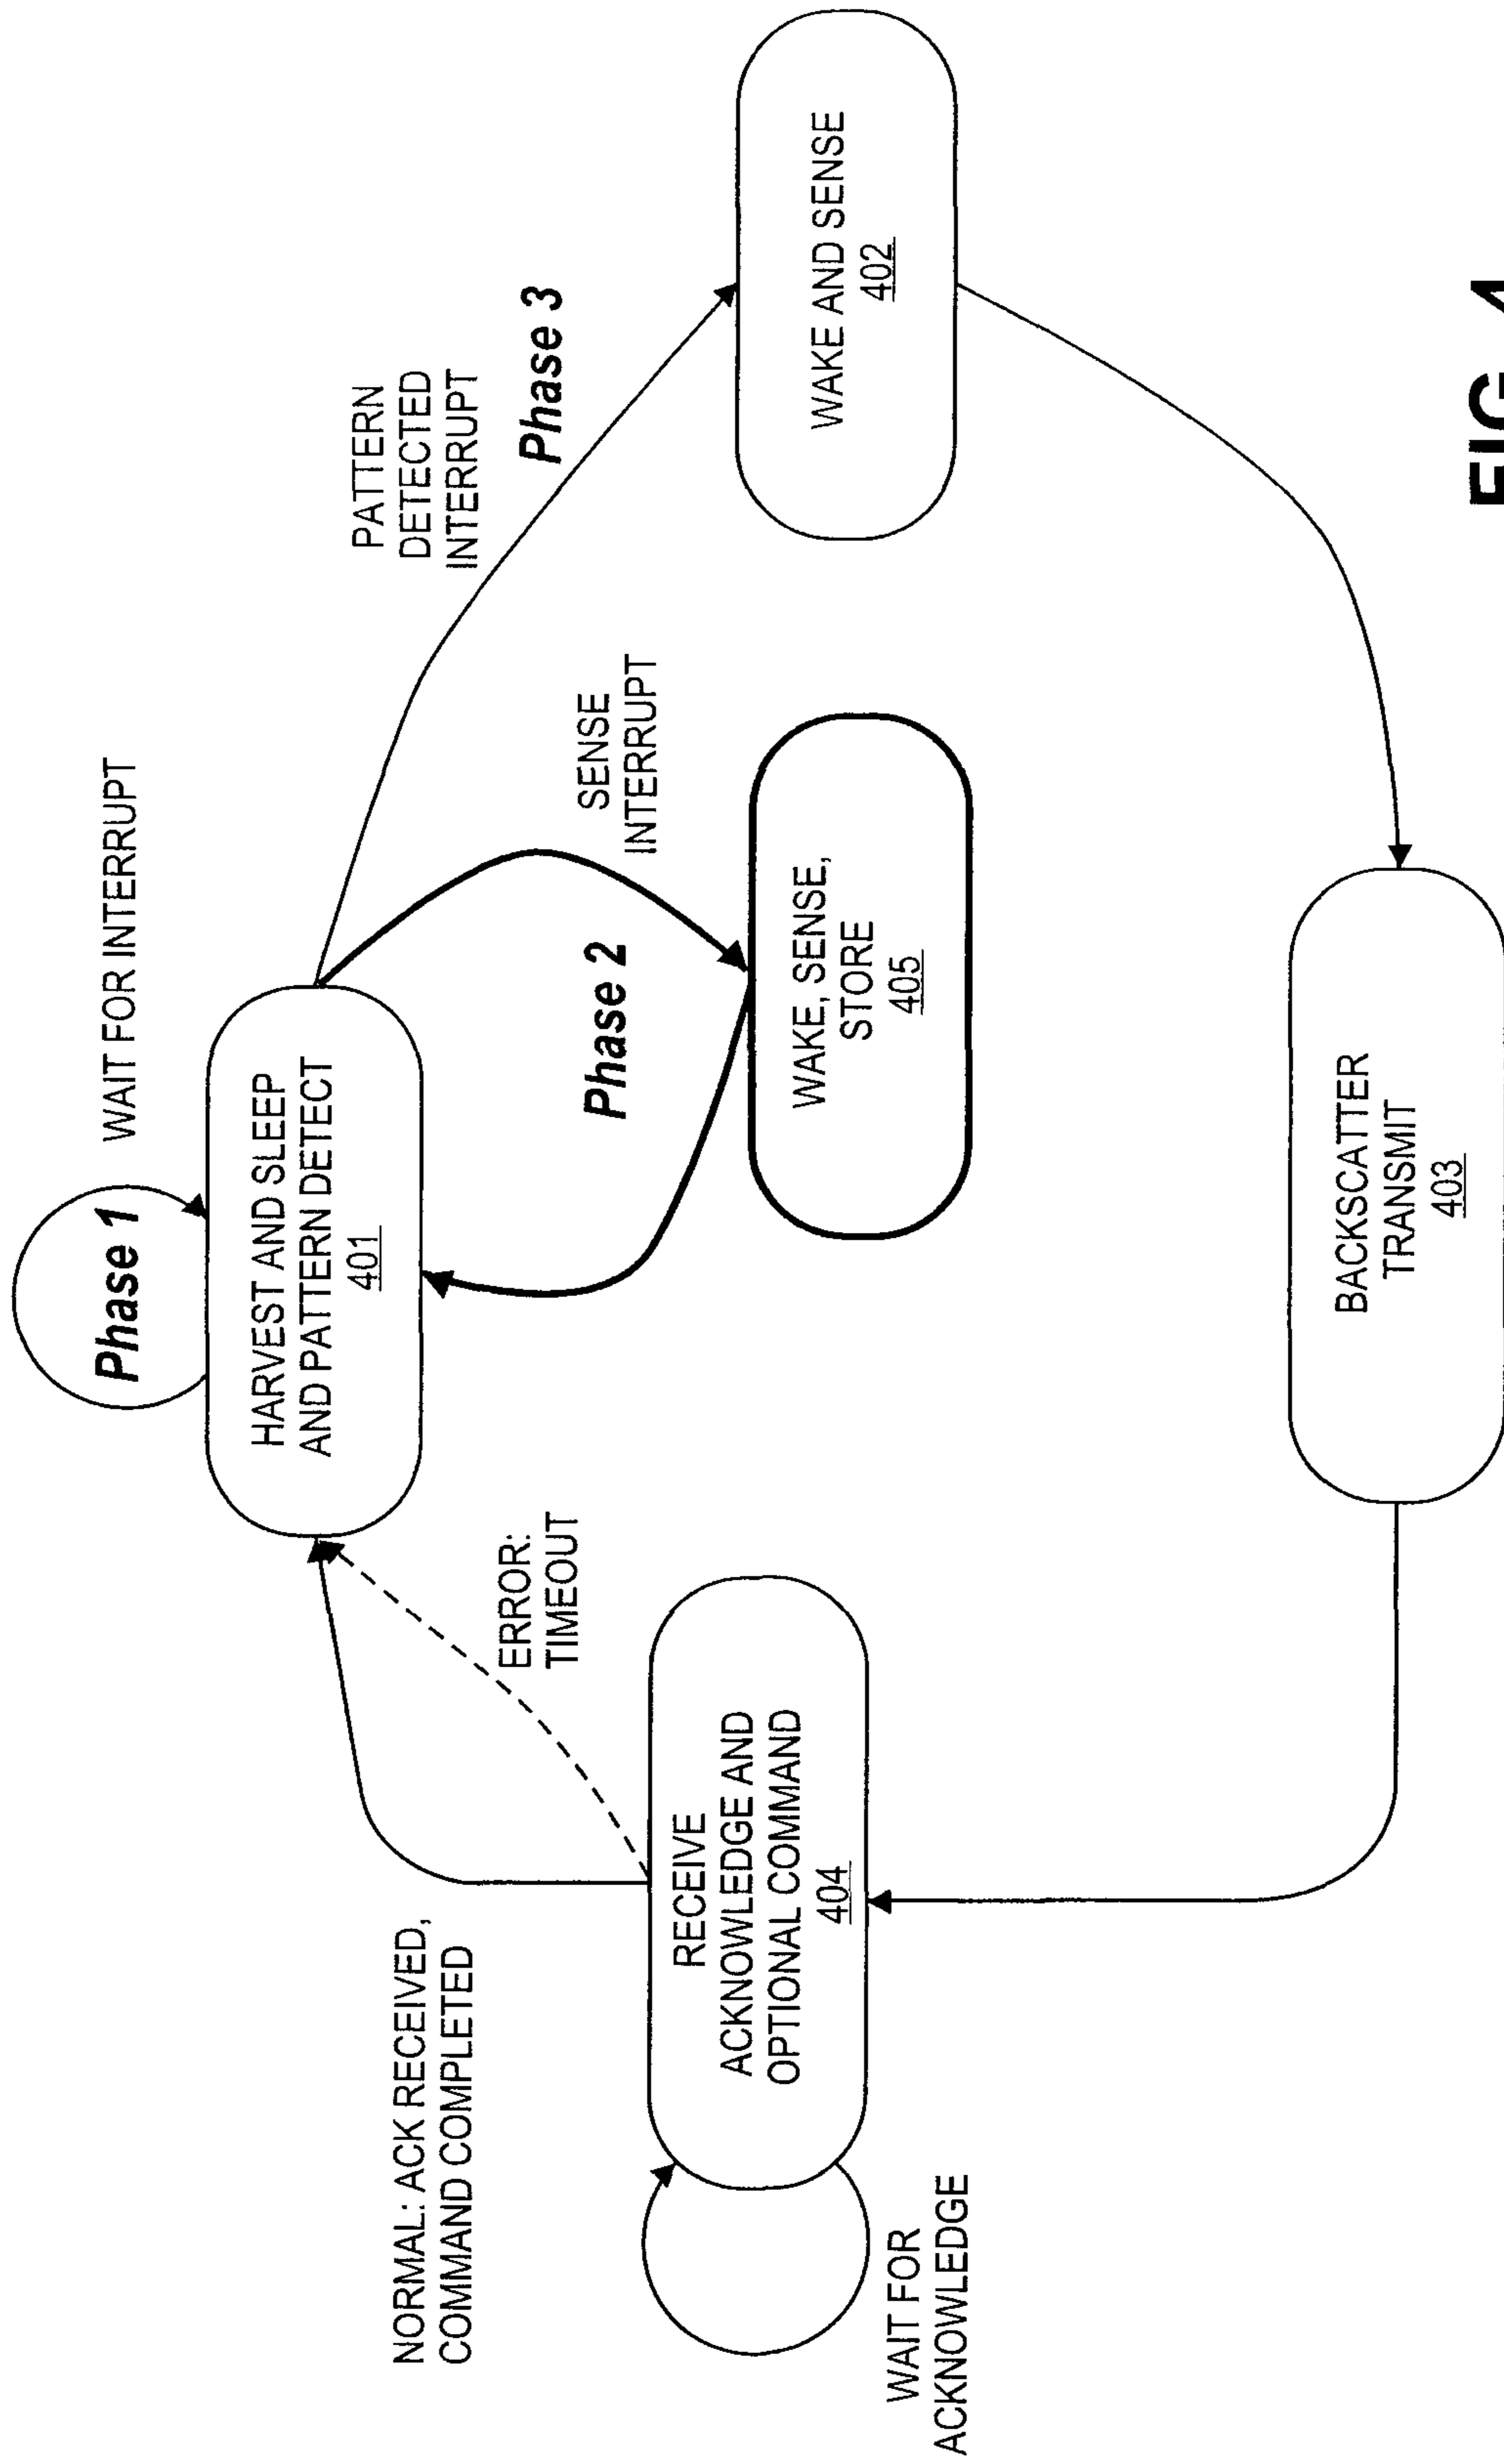 WAIT FOR INTERRUPT
Phase 1
HARVEST AND SLEEP
AND PATTERN DETECT
401
NORMAL: ACK RECEIVED,
COMMAND COMPLETED
ERROR:
TIMEOUT
PATTERN
DETECTED
INTERRUPT
Phase 3
SENSE
INTERRUPT
Phase 2
RECEIVE
ACKNOWLEDGE AND
OPTIONAL COMMAND
404
WAKE, SENSE,
STORE
405
WAKE AND SENSE
402
WAIT FOR
ACKNOWLEDGE
BACKSCATTER
TRANSMIT
403
FIG. 4